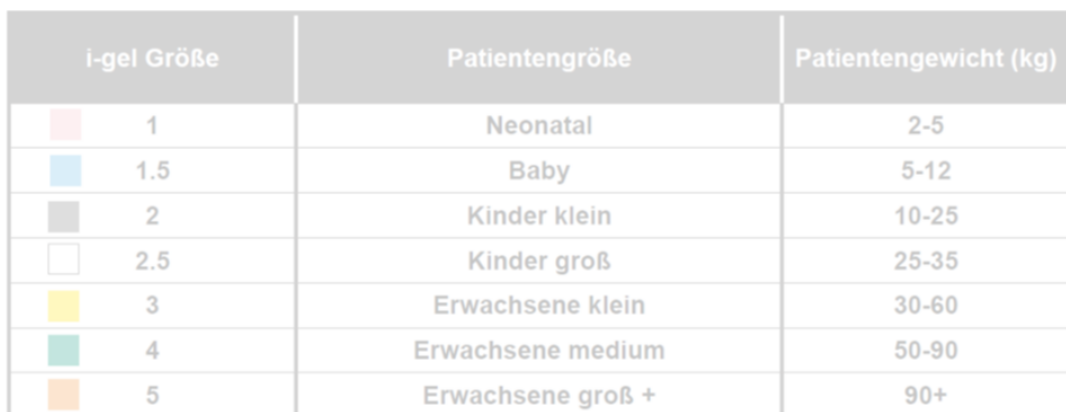 i-gel Größe Patientengröße Patientengewicht (kg)
1 Neonatal 2-5
1.5 Baby 5-12
2 Kinder klein 10-25
2.5 Kinder groß 25-35
3 Erwachsene klein 30-60
4 Erwachsene medium 50-90
5 Erwachsene groß + 90+